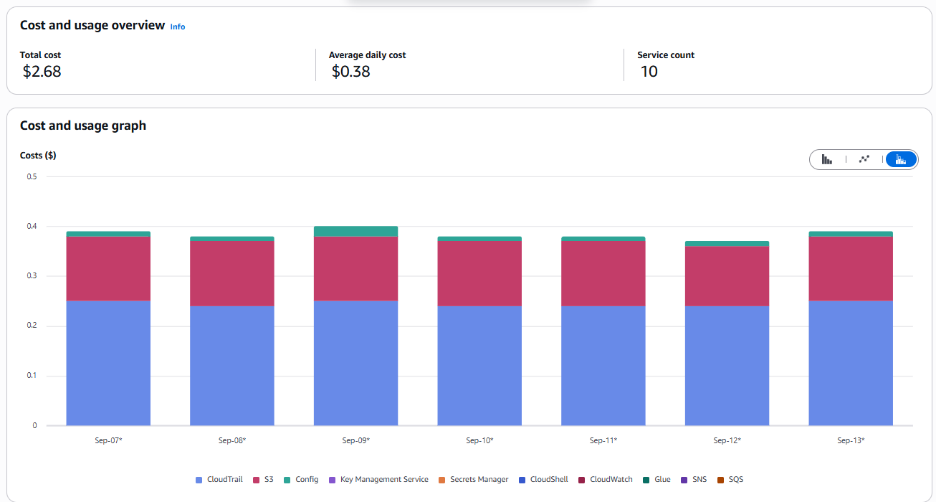 Cost and usage overview Info
Total cost Average daily cost Service count
$2.68 $0.38 10
Cost and usage graph
Costs ($)
0.5
0.4
0.3
0.2
0.1
0
Sep-07* Sep-08* Sep-09* Sep-10* Sep-11* Sep-12* Sep-13*
CloudTrail S3 Config Key Management Service Secrets Manager CloudShell CloudWatch Glue SNS SQS